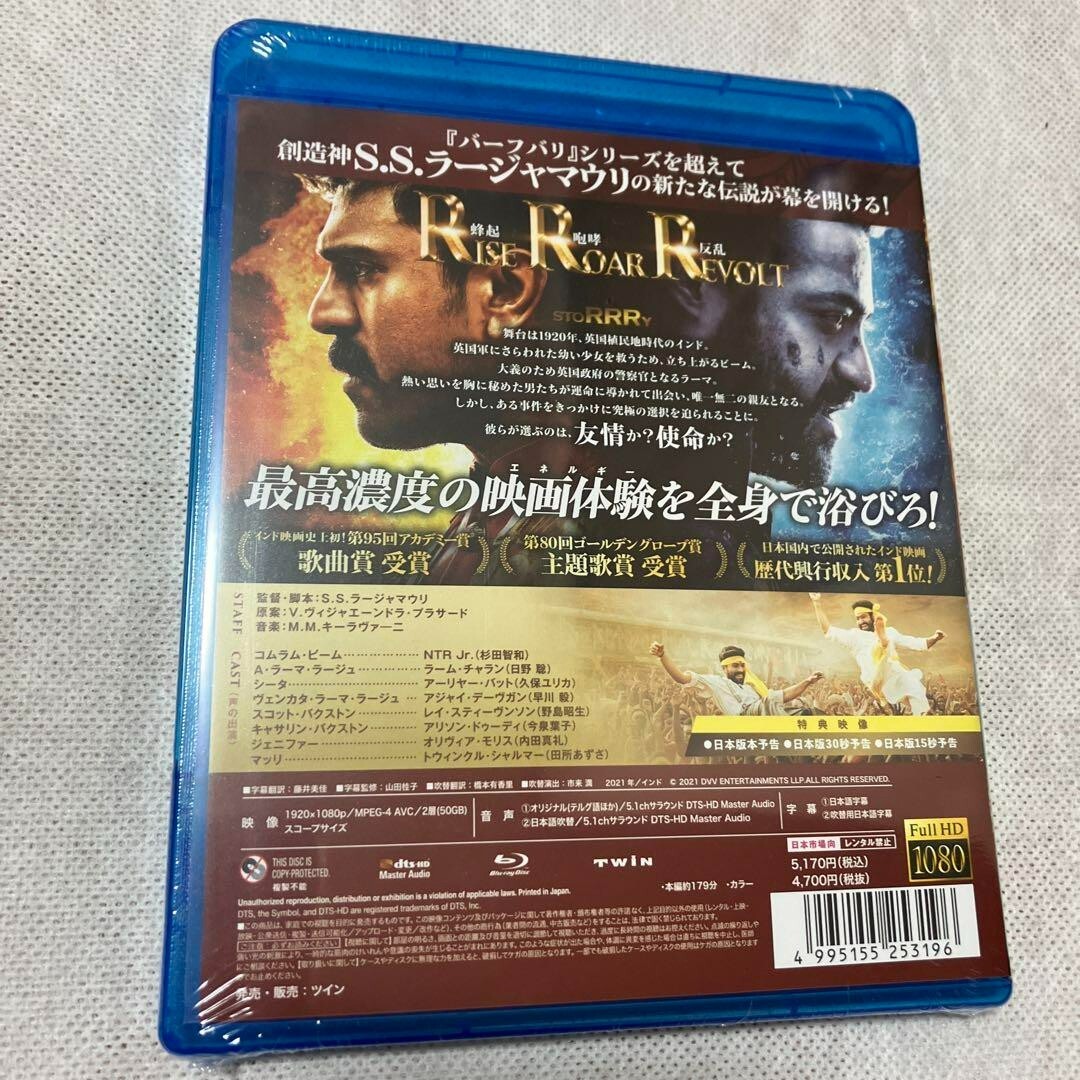 『バーフバリ』シリーズを超えて
創造神S.S.ラージャマウリの新たな伝説が幕を開ける!
蜂起 咆哮 反乱
RISE ROAR REVOLT
STORRRY
舞台は1920年、英国植民地時代のインド。
英国軍にさらわれた幼い少女を救うため、立ち上がるビーム。
大義のため英国政府の警察官となるラーマ。
熱い思いを胸に秘めた男たちが運命に導かれて出会い、唯一無二の親友となる。
しかし、ある事件をきっかけに究極の選択を迫られることに。
彼らが選ぶのは、友情か?使命か?
エネルギー
最高濃度の映画体験を全身で浴びろ!
インド映画史上初!第95回アカデミー賞
歌曲賞 受賞
第80回ゴールデングローブ賞
主題歌賞 受賞
日本国内で公開されたインド映画
歴代興行収入 第1位!
STAFF CAST(声の出演)
監督・脚本:S.S.ラージャマウリ
原案:V.ヴィジャエーンドラ・プラサード
音楽:M.M.キーラヴァーニ
コムラム・ビーム………………NTR Jr.(杉田智和)
A・ラーマ・ラージュ……………ラーム・チャラン(日野 聡)
シータ………………アーリヤー・バット(久保ユリカ)
ヴェンカタ・ラーマ・ラージュ …アジャイ・デーヴガン(早川 毅)
スコット・バクストン…………レイ・スティーヴンソン(野島昭生)
キャサリン・バクストン………アリソン・ドゥーディ(今泉葉子)
ジェニファー………………オリヴィア・モリス(内田真礼)
マッリ………………トウィンクル・シャルマー(田所あずさ)
特典映像
●日本版本予告 ●日本版30秒予告 ●日本版15秒予告
■字幕翻訳:藤井美佳 ■字幕監修:山田桂子 ■吹替翻訳:橋本有香里 ■吹替演出:市来 満 2021年/インド © 2021 DVV ENTERTAINMENTS LLP.ALL RIGHTS RESERVED.
映像 1920×1080p/MPEG-4 AVC/2層(50GB)
スコープサイズ
音声 ①オリジナル(テルグ語ほか)/5.1chサラウンド DTS-HD Master Audio
②日本語吹替/5.1chサラウンド DTS-HD Master Audio
字幕 ①日本語字幕
②吹替用日本語字幕
THIS DISC IS
COPY-PROTECTED.
複製不能
dts-HD
Master Audio
Blu-ray Disc
TWIN
・本編約179分 ・カラー
日本市場向 レンタル禁止
5,170円(税込)
4,700円(税抜)
Full HD
1080
Unauthorized reproduction, distribution or exhibition is a violation of applicable laws. Printed in Japan.
DTS, the Symbol, and DTS-HD are registered trademarks of DTS, Inc.
4 995155 253196
発売・販売:ツイン